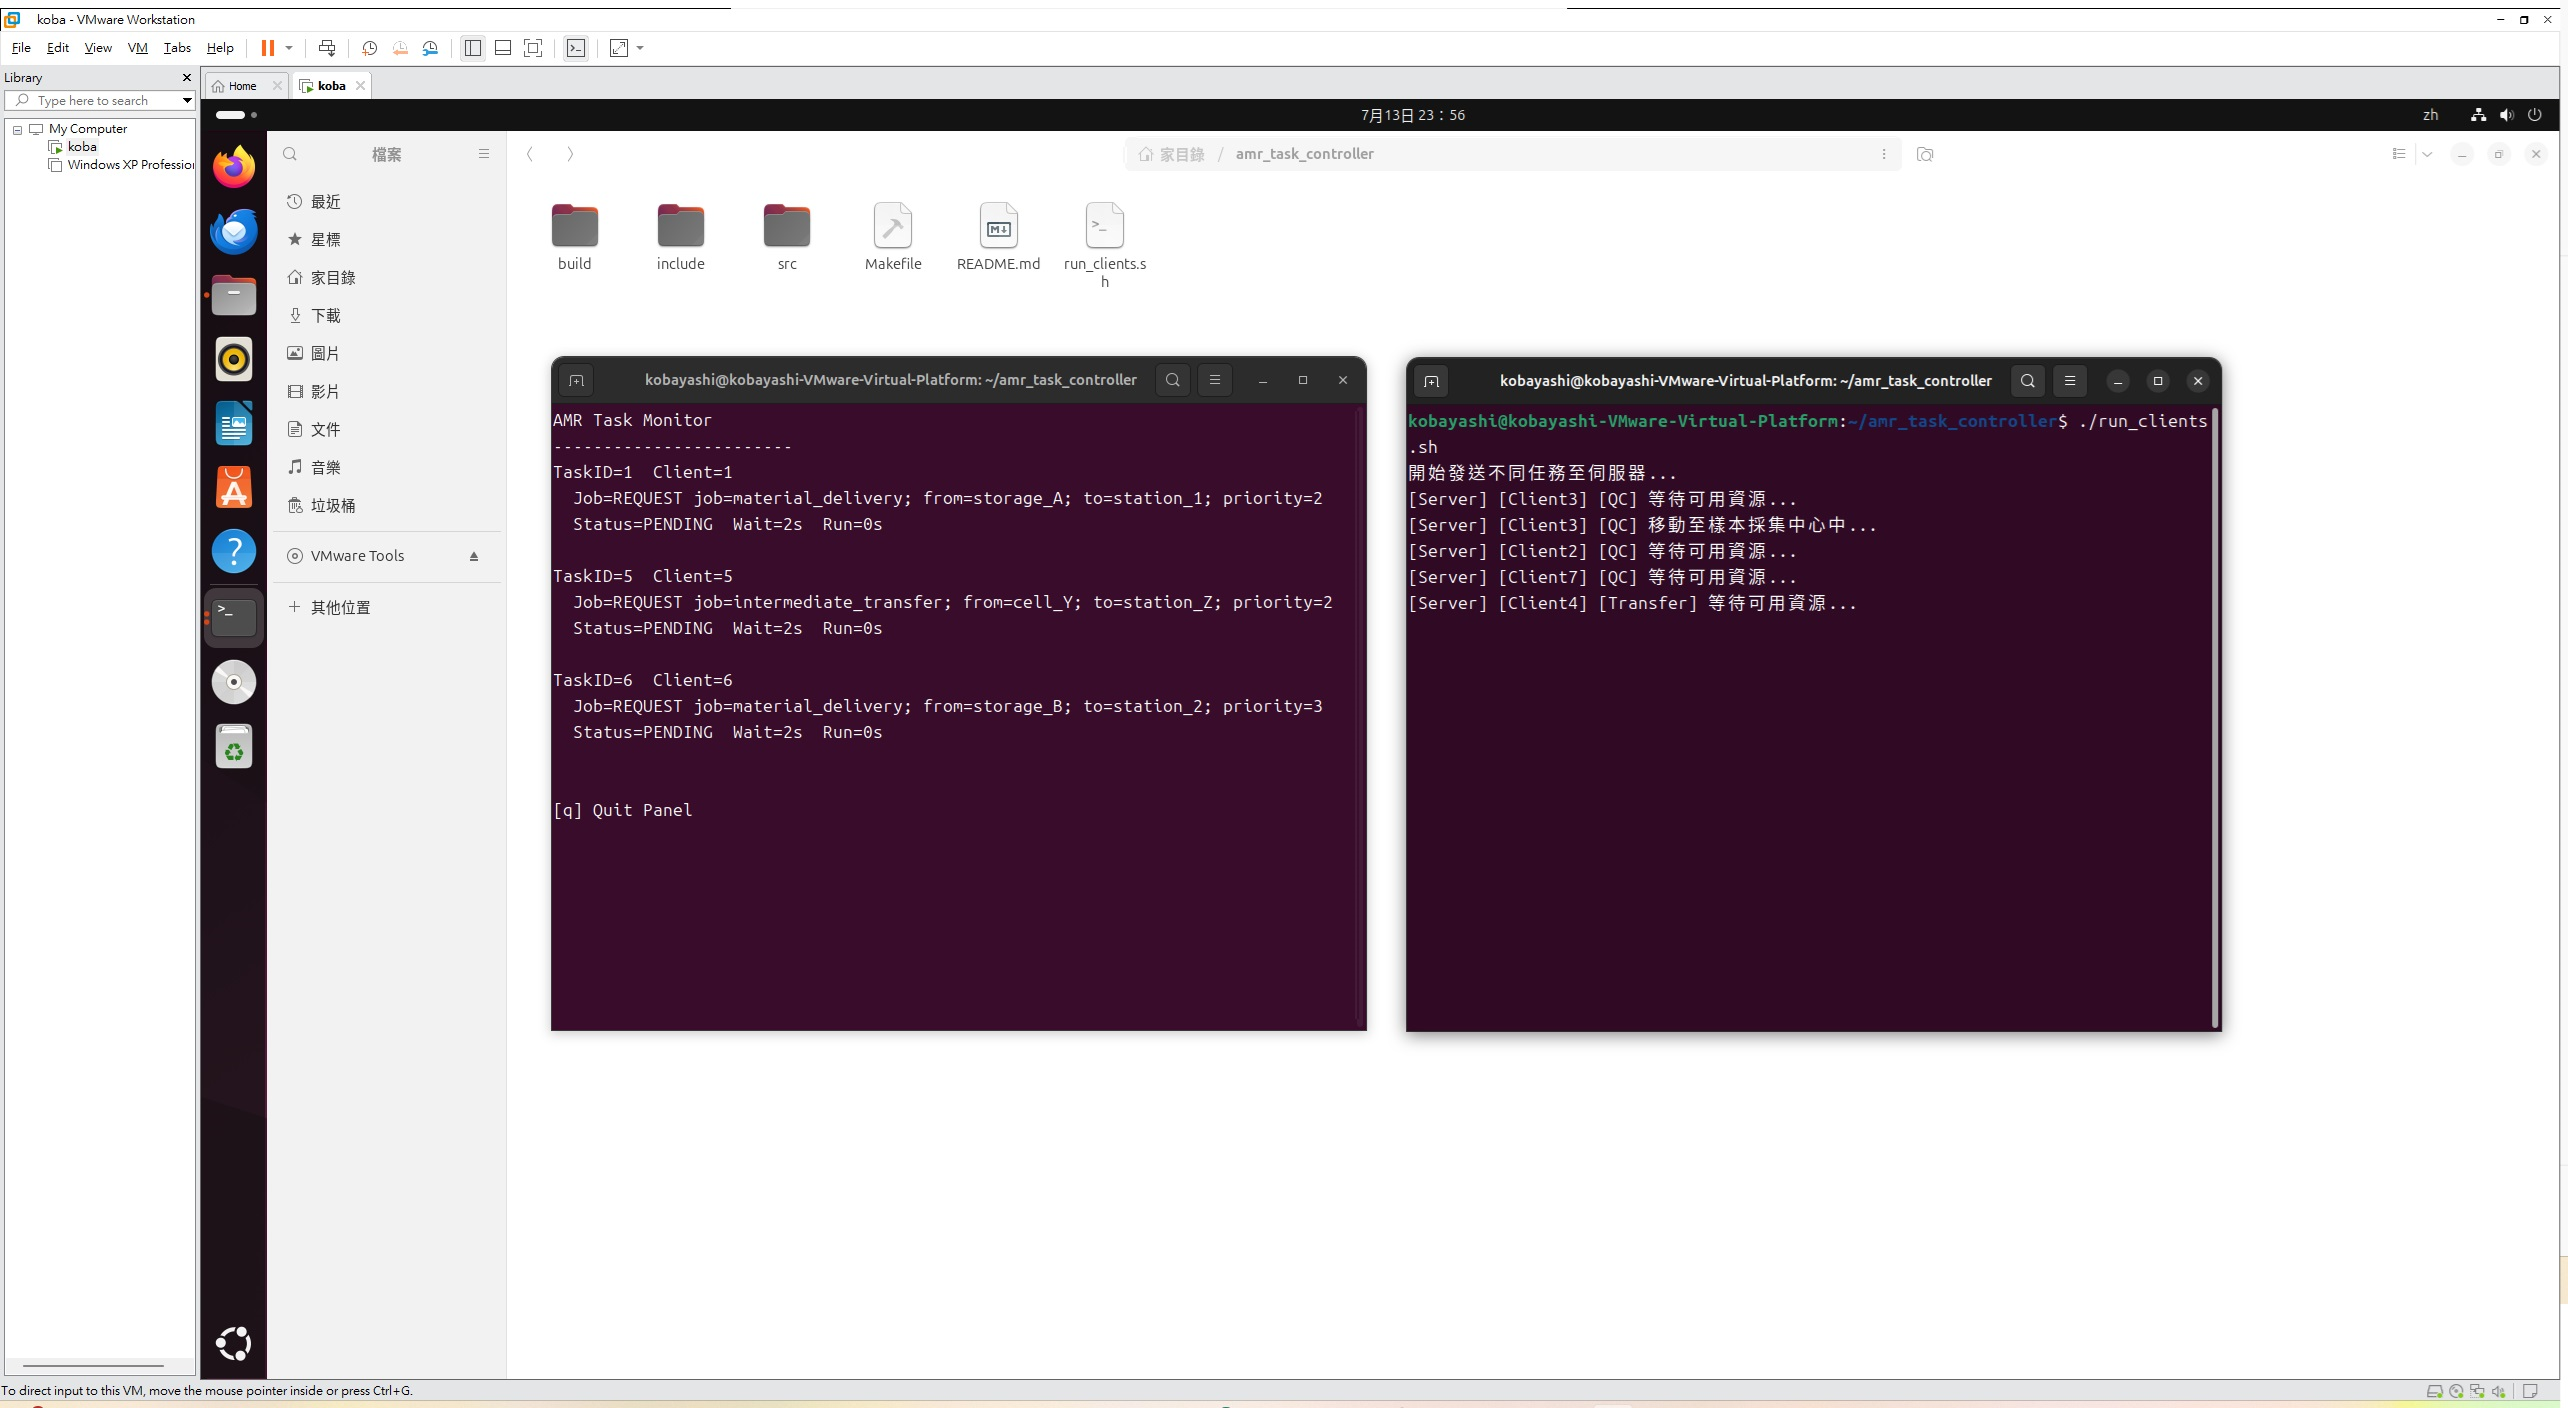 koba - VMware Workstation
File Edit View VM Tabs Help
Library
Type here to search
My Computer
koba
Windows XP Profession
Home
koba
7月13日 23：56
zh
檔案
家目錄 / amr_task_controller
最近
星標
家目錄
下載
圖片
影片
文件
音樂
垃圾桶
VMware Tools
其他位置
build
include
src
Makefile
README.md
run_clients.s
h
kobayashi@kobayashi-VMware-Virtual-Platform: ~/amr_task_controller
AMR Task Monitor
------------------------
TaskID=1  Client=1
Job=REQUEST job=material_delivery; from=storage_A; to=station_1; priority=2
Status=PENDING  Wait=2s  Run=0s
TaskID=5  Client=5
Job=REQUEST job=intermediate_transfer; from=cell_Y; to=station_Z; priority=2
Status=PENDING  Wait=2s  Run=0s
TaskID=6  Client=6
Job=REQUEST job=material_delivery; from=storage_B; to=station_2; priority=3
Status=PENDING  Wait=2s  Run=0s
[q] Quit Panel
kobayashi@kobayashi-VMware-Virtual-Platform: ~/amr_task_controller
kobayashi@kobayashi-VMware-Virtual-Platform:~/amr_task_controller$ ./run_clients
.sh
開始發送不同任務至伺服器...
[Server] [Client3] [QC] 等待可用資源...
[Server] [Client3] [QC] 移動至樣本採集中心中...
[Server] [Client2] [QC] 等待可用資源...
[Server] [Client7] [QC] 等待可用資源...
[Server] [Client4] [Transfer] 等待可用資源...
To direct input to this VM, move the mouse pointer inside or press Ctrl+G.